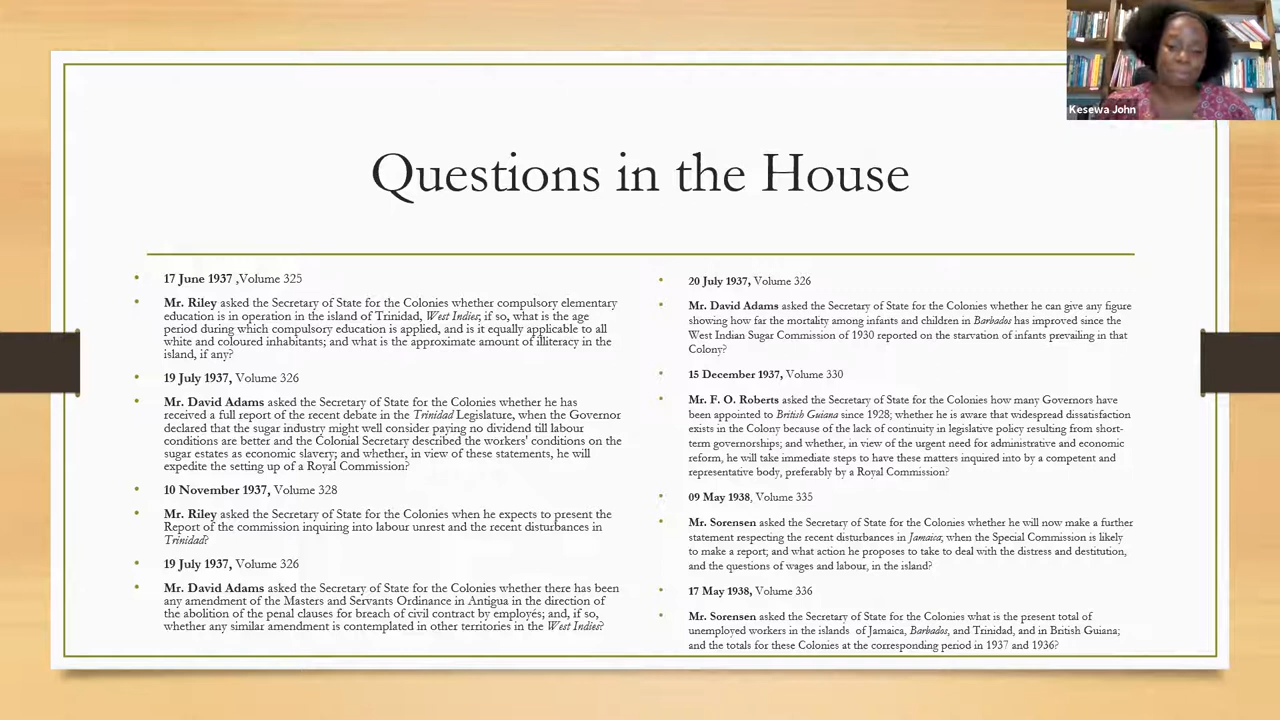 Kesewa John
Questions in the House
• 17 June 1937 ,Volume 325
• Mr. Riley asked the Secretary of State for the Colonies whether compulsory elementary
education is in operation in the island of Trinidad, West Indies; if so, what is the age
period during which compulsory education is applied, and is it equally applicable to all
white and coloured inhabitants; and what is the approximate amount of illiteracy in the
island, if any?
• 19 July 1937, Volume 326
• Mr. David Adams asked the Secretary of State for the Colonies whether he has
received a full report of the recent debate in the Trinidad Legislature, when the Governor
declared that the sugar industry might well consider paying no dividend till labour
conditions are better and the Colonial Secretary described the workers' conditions on the
sugar estates as economic slavery; and whether, in view of these statements, he will
expedite the setting up of a Royal Commission?
• 10 November 1937, Volume 328
• Mr. Riley asked the Secretary of State for the Colonies when he expects to present the
Report of the commission inquiring into labour unrest and the recent disturbances in
Trinidad?
• 19 July 1937, Volume 326
• Mr. David Adams asked the Secretary of State for the Colonies whether there has been
any amendment of the Masters and Servants Ordinance in Antigua in the direction of
the abolition of the penal clauses for breach of civil contract by employés; and, if so,
whether any similar amendment is contemplated in other territories in the West Indies?
• 20 July 1937, Volume 326
• Mr. David Adams asked the Secretary of State for the Colonies whether he can give any figure
showing how far the mortality among infants and children in Barbados has improved since the
West Indian Sugar Commission of 1930 reported on the starvation of infants prevailing in that
Colony?
• 15 December 1937, Volume 330
• Mr. F. O. Roberts asked the Secretary of State for the Colonies how many Governors have
been appointed to British Guiana since 1928; whether he is aware that widespread dissatisfaction
exists in the Colony because of the lack of continuity in legislative policy resulting from short-
term governorships; and whether, in view of the urgent need for administrative and economic
reform, he will take immediate steps to have these matters inquired into by a competent and
representative body, preferably by a Royal Commission?
• 09 May 1938, Volume 335
• Mr. Sorensen asked the Secretary of State for the Colonies whether he will now make a further
statement respecting the recent disturbances in Jamaica; when the Special Commission is likely
to make a report; and what action he proposes to take to deal with the distress and destitution,
and the questions of wages and labour, in the island?
• 17 May 1938, Volume 336
• Mr. Sorensen asked the Secretary of State for the Colonies what is the present total of
unemployed workers in the islands of Jamaica, Barbados, and Trinidad, and in British Guiana;
and the totals for these Colonies at the corresponding period in 1937 and 1936?